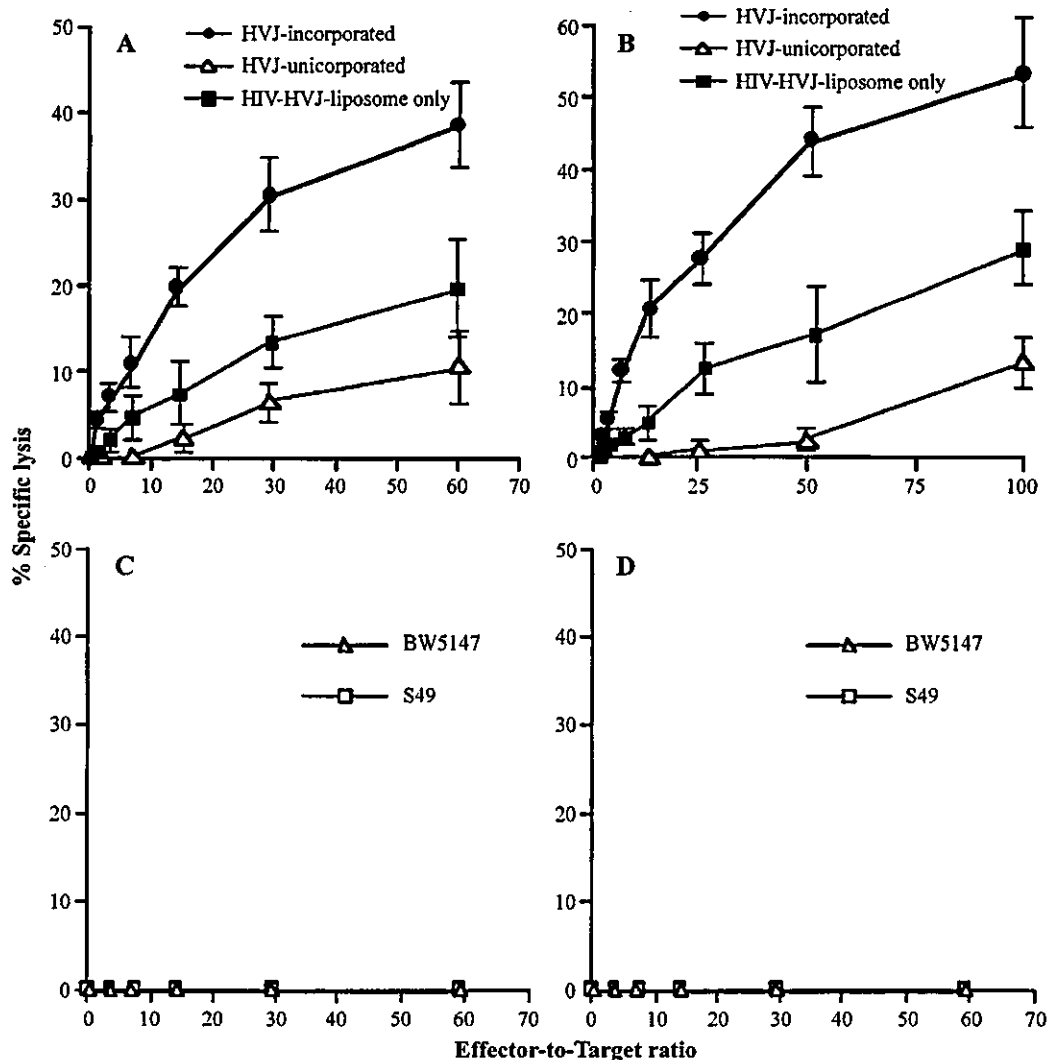 A
HVJ-incorporated
HVJ-unicorporated
HIV-HVJ-liposome only
50
40
30
20
10
0
0 10 20 30 40 50 60 70
B
HVJ-incorporated
HVJ-unicorporated
HIV-HVJ-liposome only
60
50
40
30
20
10
0
0 25 50 75 100
% Specific lysis
C
BW5147
S49
50
40
30
20
10
0
0 10 20 30 40 50 60 70
D
BW5147
S49
50
40
30
20
10
0
0 10 20 30 40 50 60 70 100
Effector-to-Target ratio